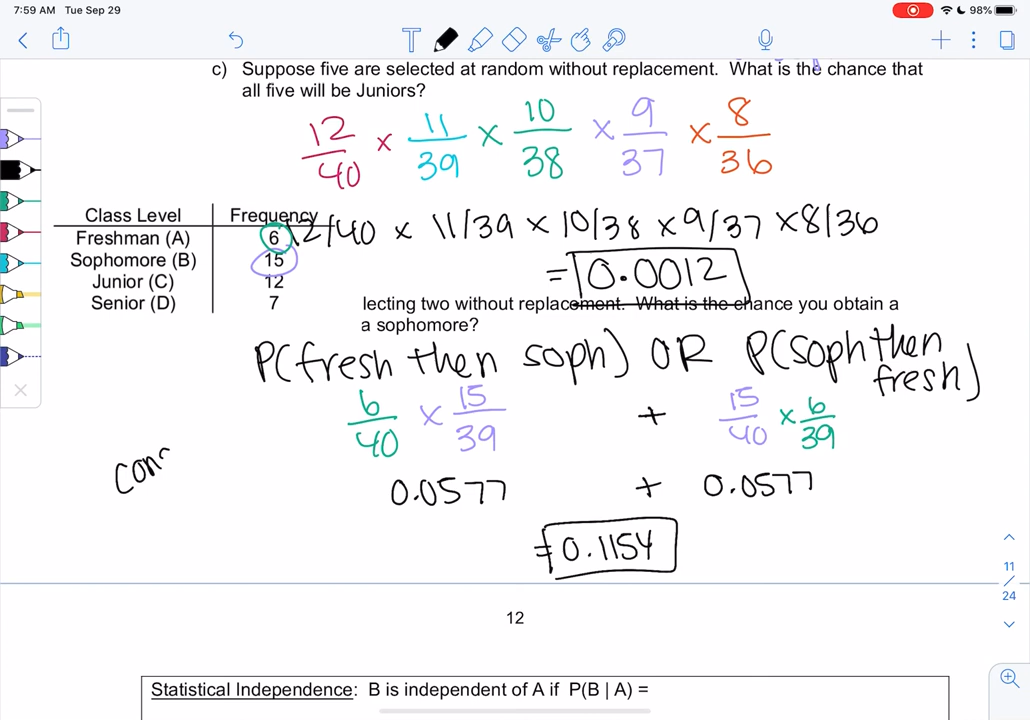 7:59 AM Tue Sep 29
98%
T
c) Suppose five are selected at random without replacement. What is the chance that
all five will be Juniors?
12/40 × 11/39 × 10/38 × 9/37 × 8/36
Class Level Frequency
Freshman (A) 6
Sophomore (B) 15
Junior (C) 12
Senior (D) 7
12/40 × 11/39 × 10/38 × 9/37 × 8/36
= 0.0012
lecting two without replacement. What is the chance you obtain a
a sophomore?
P(fresh then soph) OR P(soph then
fresh)
6/40 × 15/39 + 15/40 × 6/39
con
0.0577 + 0.0577
= 0.1154
11
/
24
12
Statistical Independence: B is independent of A if P(B | A) =